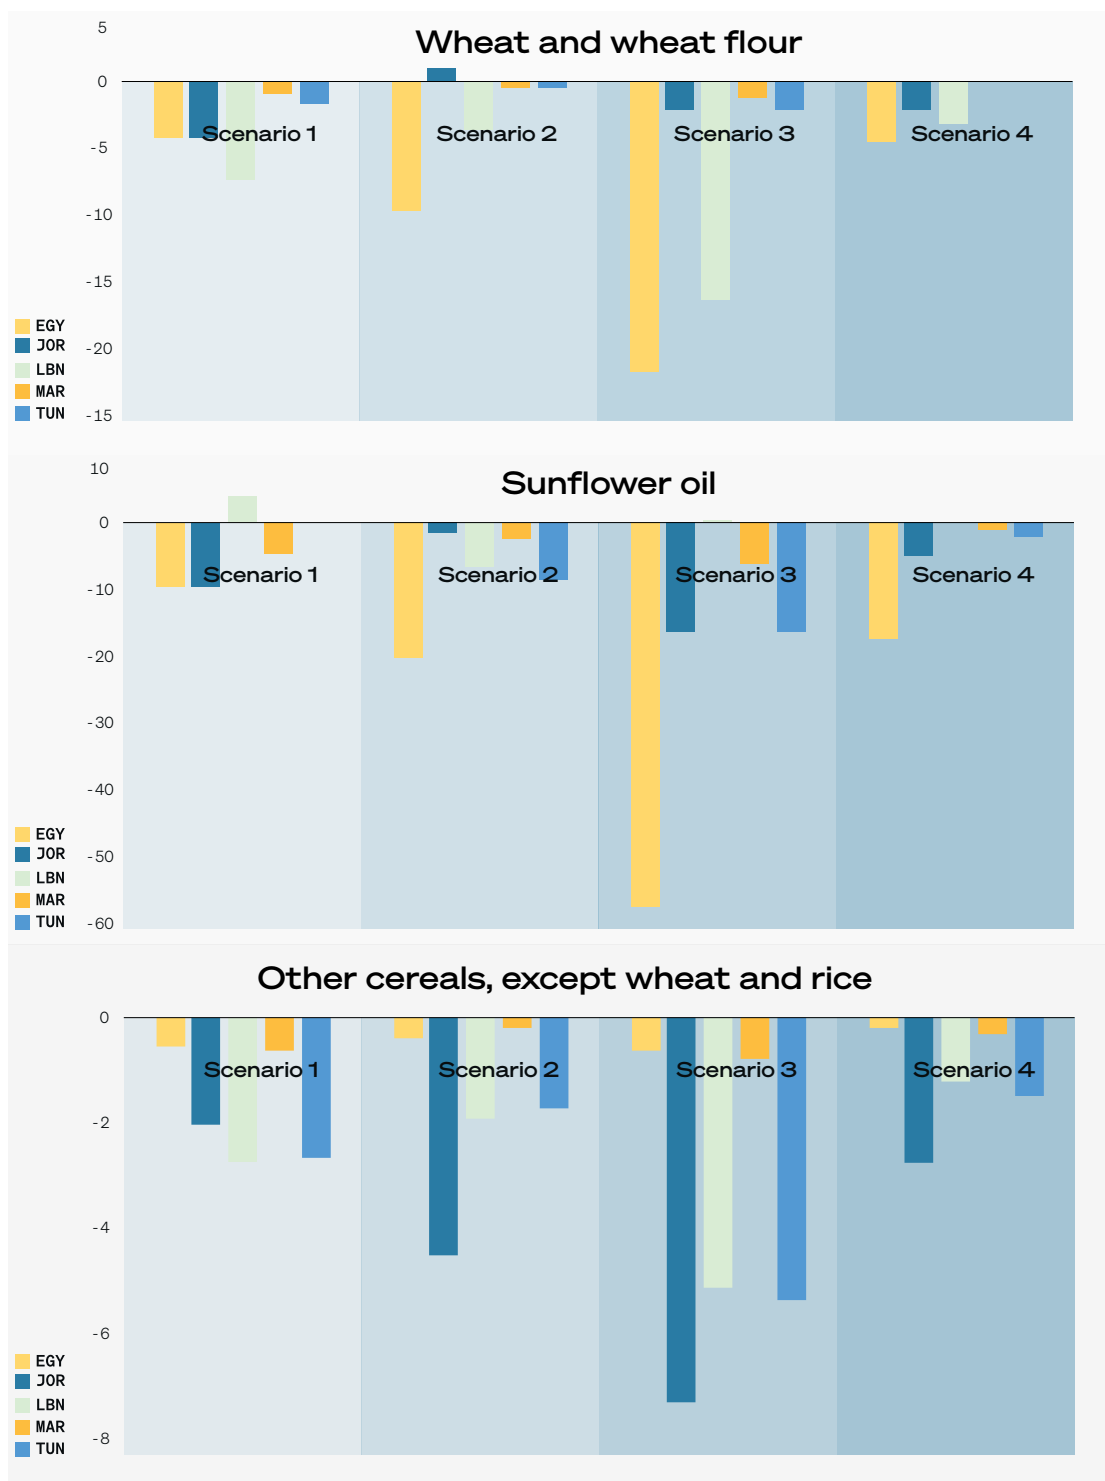 Wheat and wheat flour
5
0
-5
-10
-15
-20
-15
Scenario 1
Scenario 2
Scenario 3
Scenario 4
EGY
JOR
LBN
MAR
TUN
Sunflower oil
10
0
-10
-20
-30
-40
-50
-60
Scenario 1
Scenario 2
Scenario 3
Scenario 4
EGY
JOR
LBN
MAR
TUN
Other cereals, except wheat and rice
0
-2
-4
-6
-8
Scenario 1
Scenario 2
Scenario 3
Scenario 4
EGY
JOR
LBN
MAR
TUN